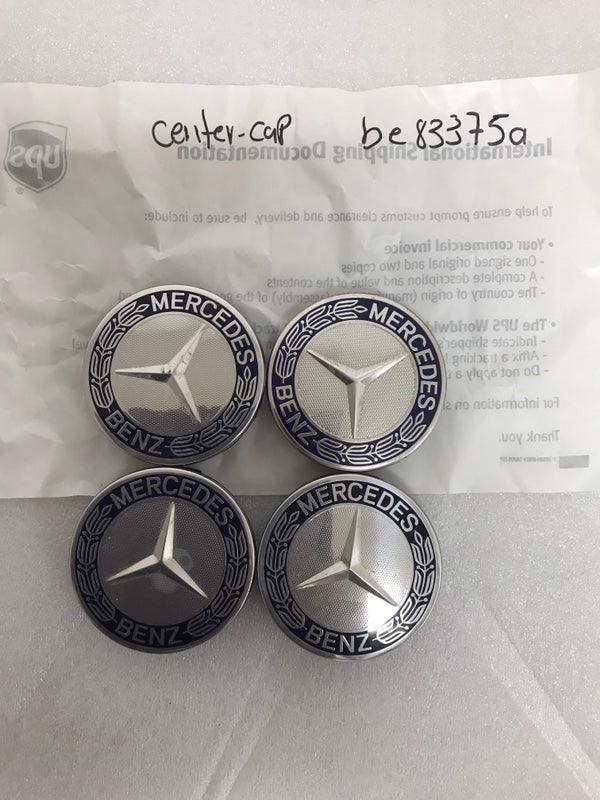 center-cap be83375a
ups
International Shipping Documentation
To help ensure prompt customs clearance and delivery, be sure to include:
• Your commercial invoice
- One signed original and two copies
- A complete description and value of the contents
- The country of origin
• The UPS
- Indicate shipper's
- Affix a tracking
- Do not apply a
For information on
Thank you.
MERCEDES
BENZ
MERCEDES
BENZ
MERCEDES
BENZ
MERCEDES
BENZ